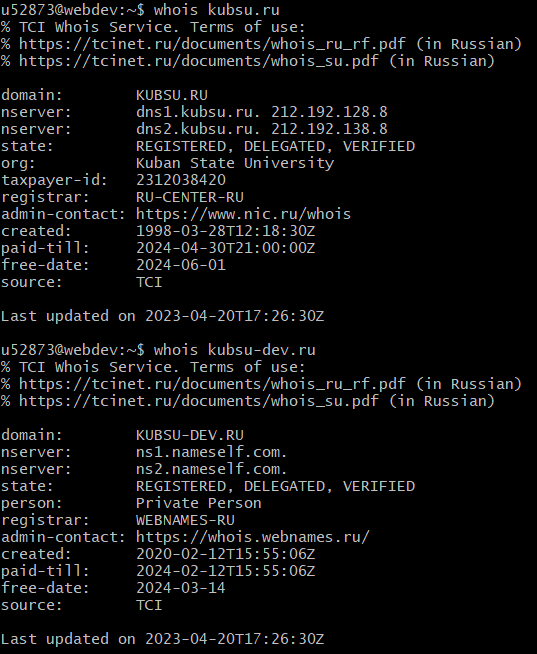 u52873@webdev:~$ whois kubsu.ru
% TCI Whois Service. Terms of use:
% https://tcinet.ru/documents/whois_ru_rf.pdf (in Russian)
% https://tcinet.ru/documents/whois_su.pdf (in Russian)

domain:        KUBSU.RU
nserver:       dns1.kubsu.ru. 212.192.128.8
nserver:       dns2.kubsu.ru. 212.192.138.8
state:         REGISTERED, DELEGATED, VERIFIED
org:           Kuban State University
taxpayer-id:   2312038420
registrar:     RU-CENTER-RU
admin-contact: https://www.nic.ru/whois
created:       1998-03-28T12:18:30Z
paid-till:     2024-04-30T21:00:00Z
free-date:     2024-06-01
source:        TCI

Last updated on 2023-04-20T17:26:30Z

u52873@webdev:~$ whois kubsu-dev.ru
% TCI Whois Service. Terms of use:
% https://tcinet.ru/documents/whois_ru_rf.pdf (in Russian)
% https://tcinet.ru/documents/whois_su.pdf (in Russian)

domain:        KUBSU-DEV.RU
nserver:       ns1.nameself.com.
nserver:       ns2.nameself.com.
state:         REGISTERED, DELEGATED, VERIFIED
person:        Private Person
registrar:     WEBNAMES-RU
admin-contact: https://whois.webnames.ru/
created:       2020-02-12T15:55:06Z
paid-till:     2024-02-12T15:55:06Z
free-date:     2024-03-14
source:        TCI

Last updated on 2023-04-20T17:26:30Z